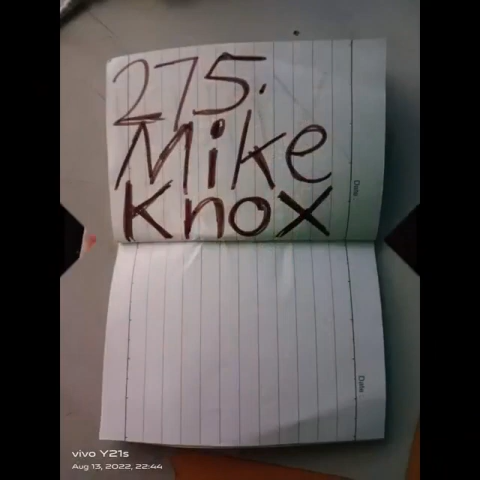 275.
Mike
Knox
Date
Date
vivo Y21s
Aug 13, 2022, 22:44